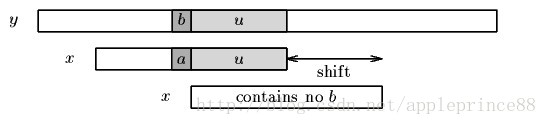 y b u
x a u
shift
x contains no b
http://blog.csdn.net/appleprince88